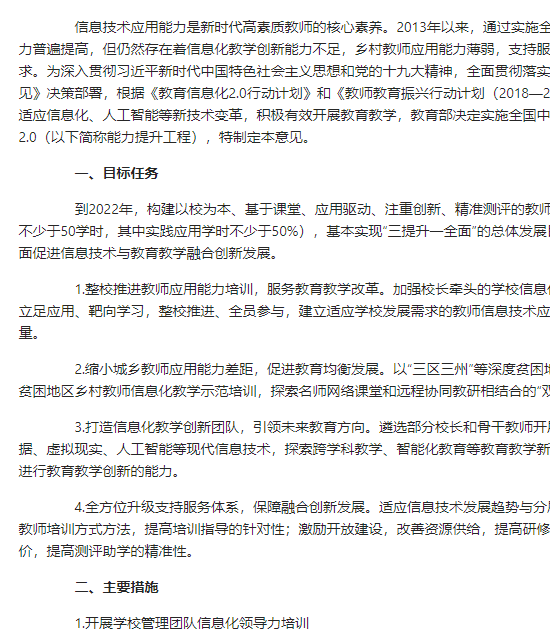 信息技术应用能力是新时代高素质教师的核心素养。2013年以来，通过实施全
力普遍提高，但仍然存在着信息化教学创新能力不足，乡村教师应用能力薄弱，支持服
求。为深入贯彻习近平新时代中国特色社会主义思想和党的十九大精神，全面贯彻落实
见》决策部署，根据《教育信息化2.0行动计划》和《教师教育振兴行动计划（2018—2
适应信息化、人工智能等新技术变革，积极有效开展教育教学，教育部决定实施全国中
2.0（以下简称能力提升工程），特制定本意见。
一、目标任务
到2022年，构建以校为本、基于课堂、应用驱动、注重创新、精准测评的教师
不少于50学时，其中实践应用学时不少于50%），基本实现“三提升一全面”的总体发展
面促进信息技术与教育教学融合创新发展。
1.整校推进教师应用能力培训，服务教育教学改革。加强校长牵头的学校信息
立足应用、靶向学习，整校推进、全员参与，建立适应学校发展需求的教师信息技术应
量。
2.缩小城乡教师应用能力差距，促进教育均衡发展。以“三区三州”等深度贫困
贫困地区乡村教师信息化教学示范培训，探索名师网络课堂和远程协同教研相结合的“双
3.打造信息化教学创新团队，引领未来教育方向。遴选部分校长和骨干教师开
据、虚拟现实、人工智能等现代信息技术，探索跨学科教学、智能化教育等教育教学新
进行教育教学创新的能力。
4.全方位升级支持服务体系，保障融合创新发展。适应信息技术发展趋势与分
教师培训方式方法，提高培训指导的针对性；激励开放建设，改善资源供给，提高研修
价，提高测评助学的精准性。
二、主要措施
1.开展学校管理团队信息化领导力培训